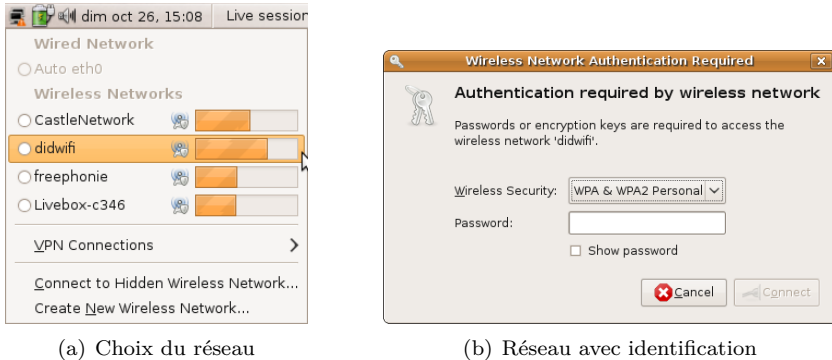 dim oct 26, 15:08 Live session
Wired Network
Auto eth0
Wireless Networks
CastleNetwork
didwifi
freephonie
Livebox-c346
VPN Connections
Connect to Hidden Wireless Network...
Create New Wireless Network...
(a) Choix du réseau
Wireless Network Authentication Required
Authentication required by wireless network
Passwords or encryption keys are required to access the
wireless network 'didwifi'.
Wireless Security: WPA & WPA2 Personal
Password:
Show password
Cancel Connect
(b) Réseau avec identification